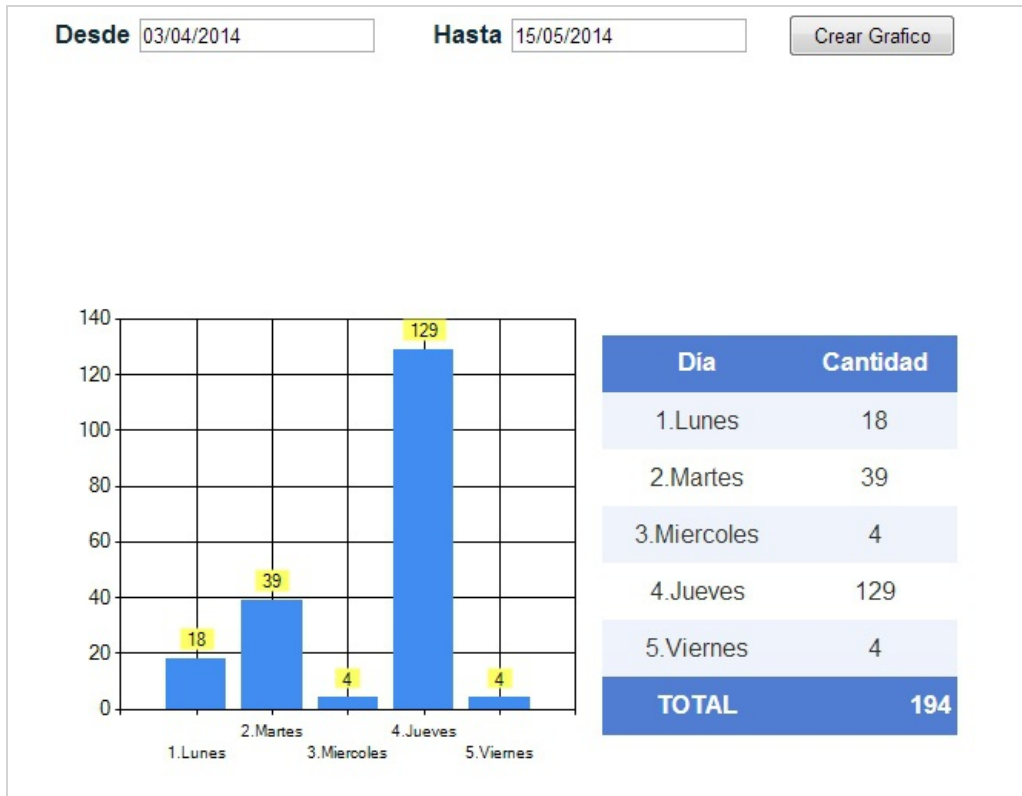 Desde 03/04/2014 Hasta 15/05/2014 Crear Grafico
140
120
100
80
60
40
20
0
129
39
18
4
4
2.Martes 4.Jueves
1.Lunes 3.Miercoles 5.Viernes
Día Cantidad
1.Lunes 18
2.Martes 39
3.Miercoles 4
4.Jueves 129
5.Viernes 4
TOTAL 194